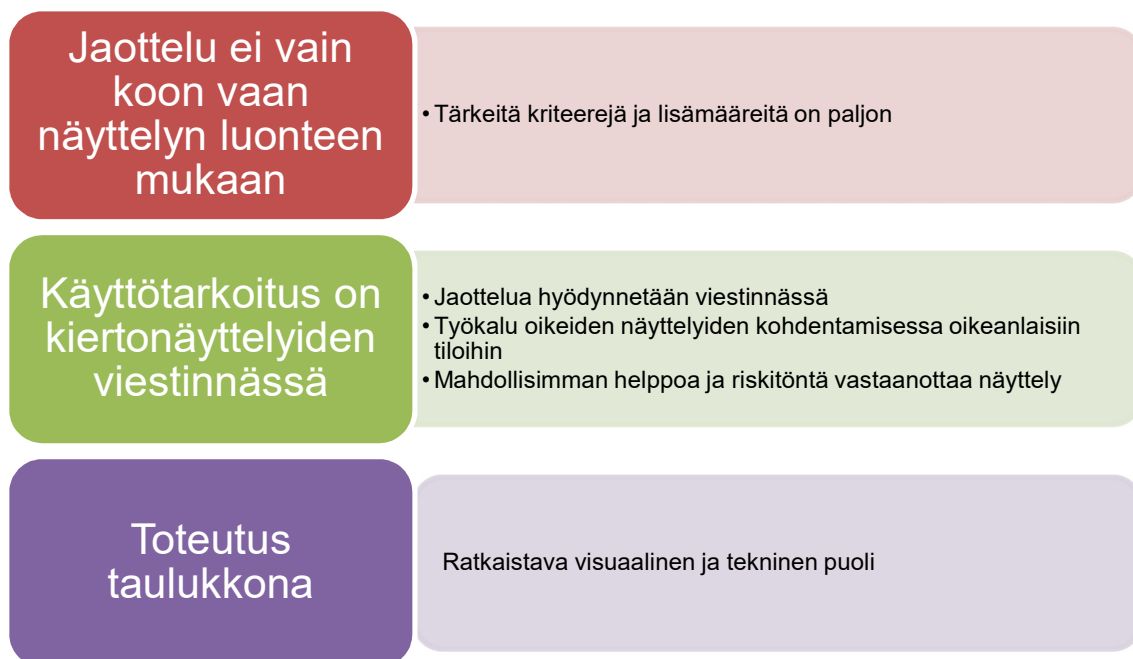 Jaottelu ei vain
koon vaan
näyttelyn luonteen
mukaan
• Tärkeitä kriteerejä ja lisämääreitä on paljon
Käyttötarkoitus on
kiertonäyttelyiden
viestinnässä
• Jaottelua hyödynnetään viestinnässä
• Työkalu oikeiden näyttelyiden kohdentamisessa oikeanlaisiin
tiloihin
• Mahdollisimman helppoa ja riskitöntä vastaanottaa näyttely
Toteutus
taulukkona
Ratkaistava visuaalinen ja tekninen puoli